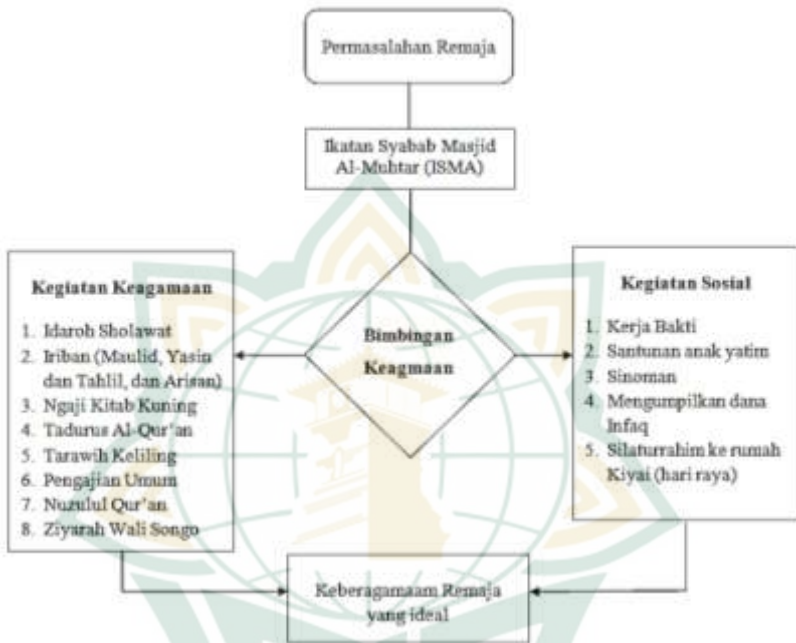 Permasalahan Remaja
Ikatan Syabab Masjid
Al-Muhtar (ISMA)
Kegiatan Keagamaan
1. Idaroh Sholawat
2. Iriban (Maulid, Yasin
dan Tahlil, dan Arisan)
3. Ngaji Kitab Kuning
4. Tadurus Al-Qur'an
5. Tarawih Keliling
6. Pengajian Umum
7. Nuzulul Qur'an
8. Ziyarah Wali Songo
Bimbingan
Keagmaan
Kegiatan Sosial
1. Kerja Bakti
2. Santunan anak yatim
3. Sinoman
4. Mengumpilkan dana
Infaq
5. Silaturrahim ke rumah
Kiyai (hari raya)
Keberagamaam Remaja
yang ideal